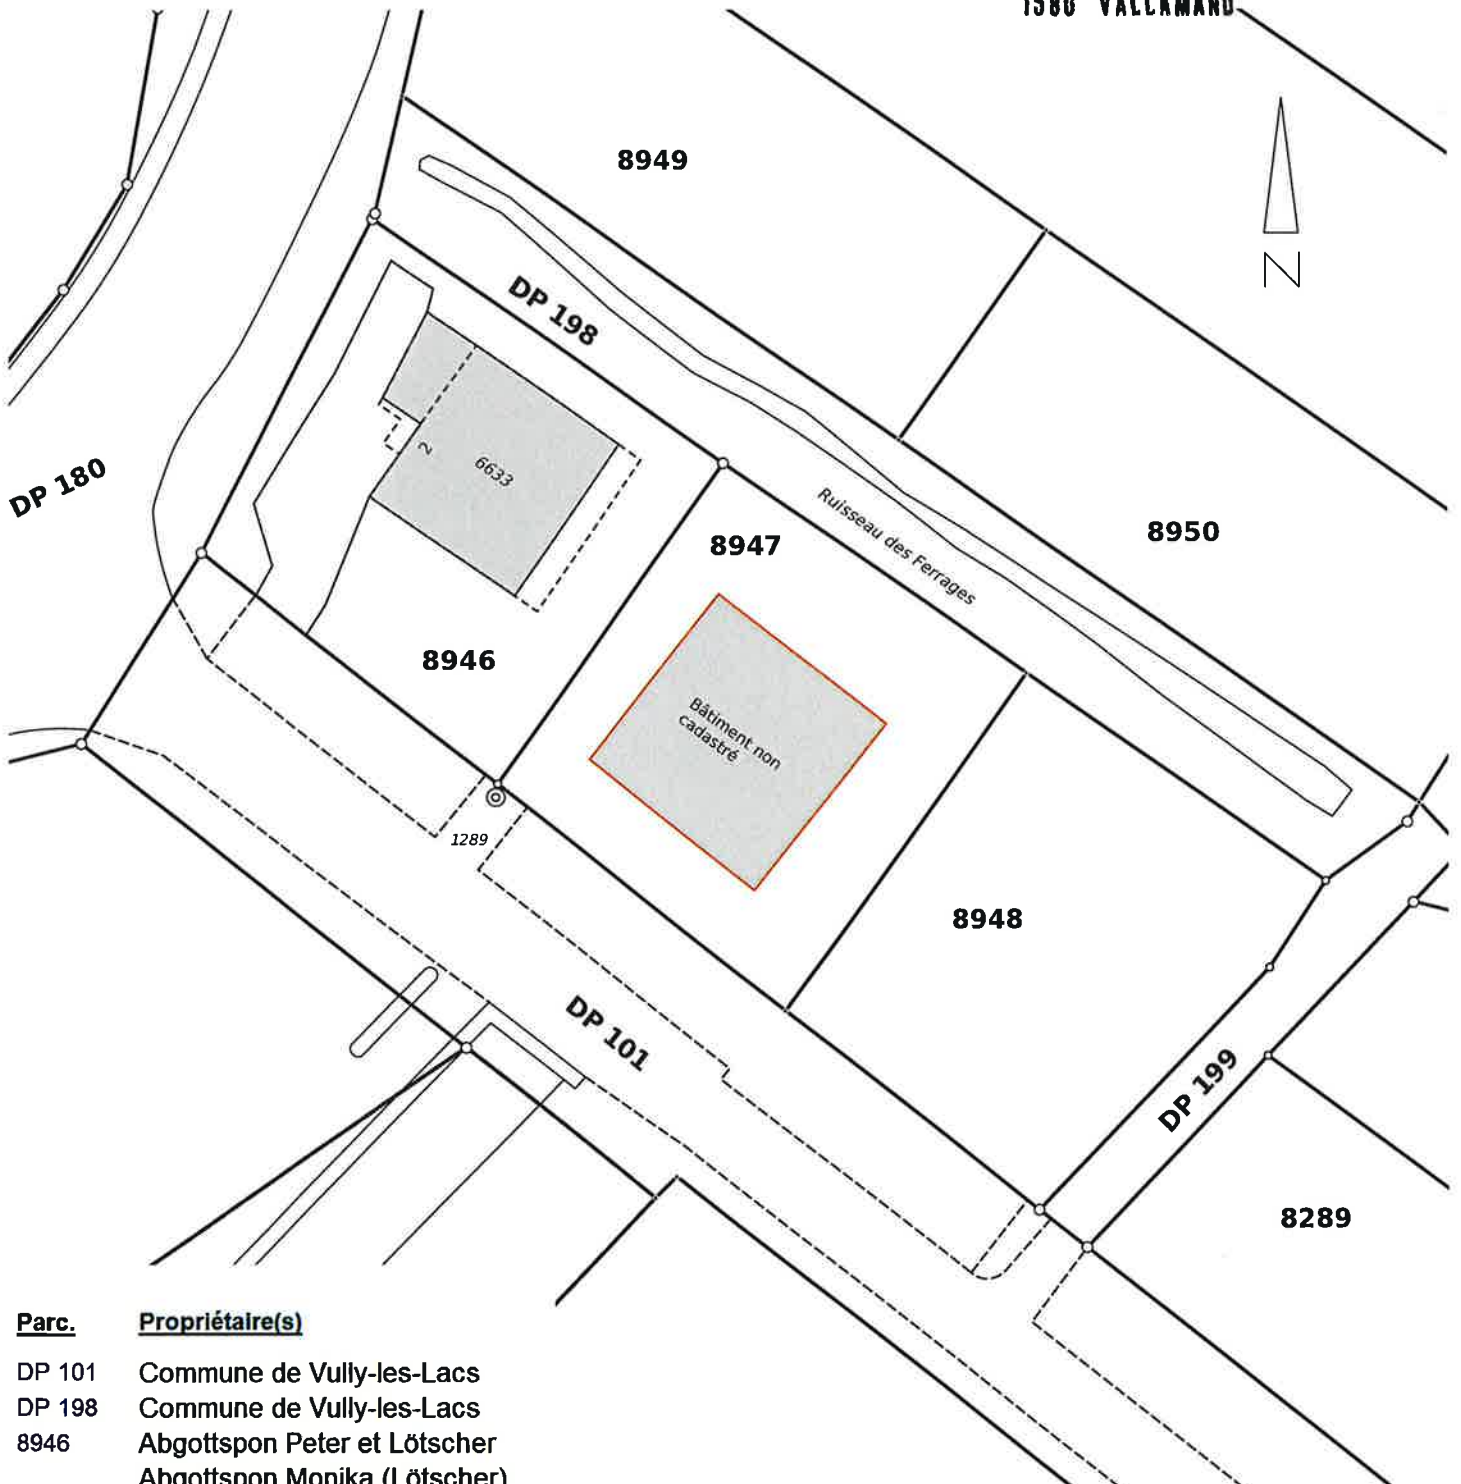 1580 VALLAMAND
8949
N
DP 198
DP 180
2
6633
Ruisseau des Ferrages
8950
8947
8946
Bâtiment non
cadastré
1289
8948
DP 101
DP 199
8289
Parc. Propriétaire(s)
DP 101 Commune de Vully-les-Lacs
DP 198 Commune de Vully-les-Lacs
8946 Abgottspon Peter et Lötscher
Abgottspon Monika (Lötscher)